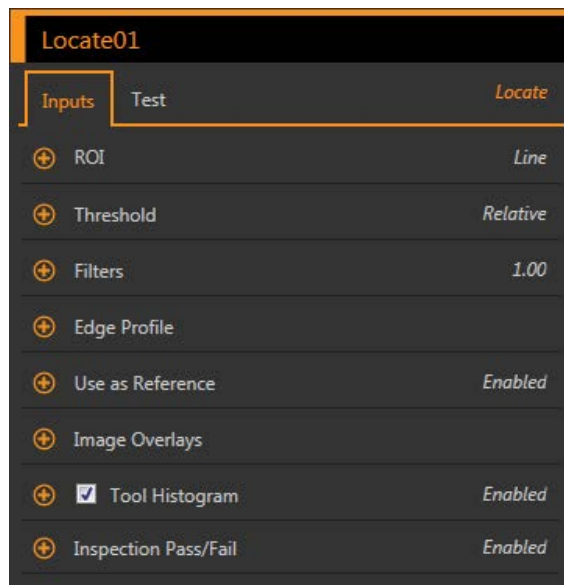 Locate01
Inputs Test Locate
ROI Line
Threshold Relative
Filters 1.00
Edge Profile
Use as Reference Enabled
Image Overlays
Tool Histogram Enabled
Inspection Pass/Fail Enabled